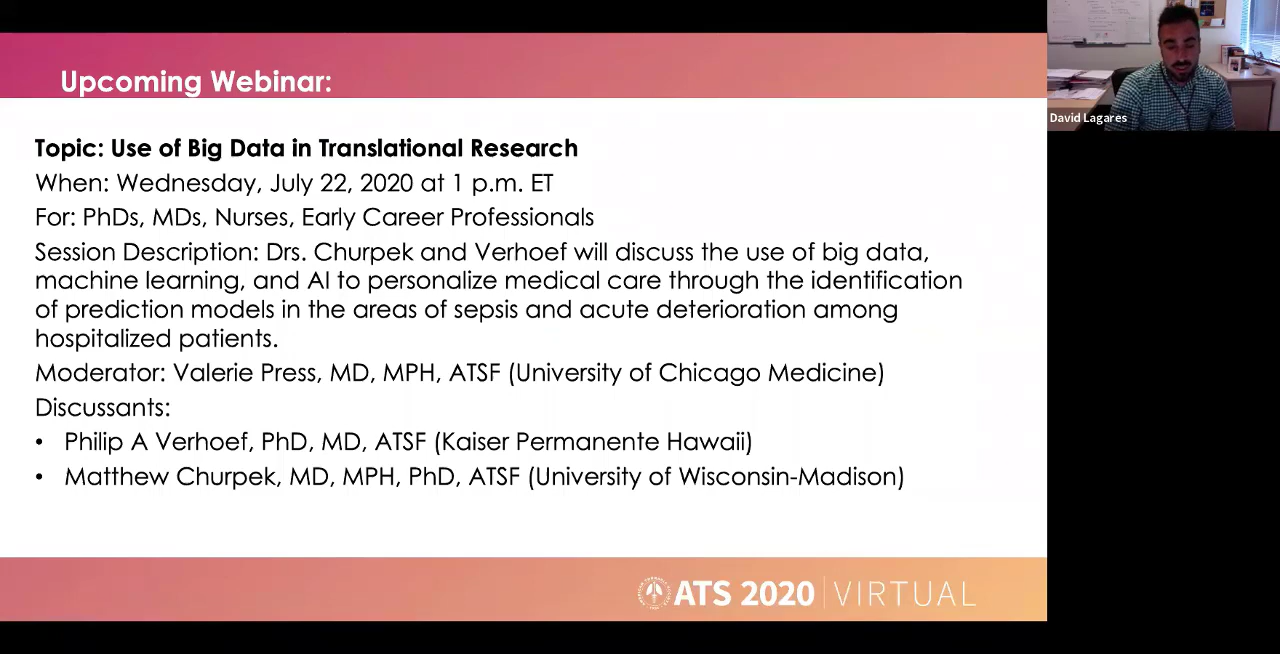 Upcoming Webinar:
Topic: Use of Big Data in Translational Research
When: Wednesday, July 22, 2020 at 1 p.m. ET
For: PhDs, MDs, Nurses, Early Career Professionals
Session Description: Drs. Churpek and Verhoef will discuss the use of big data,
machine learning, and AI to personalize medical care through the identification
of prediction models in the areas of sepsis and acute deterioration among
hospitalized patients.
Moderator: Valerie Press, MD, MPH, ATSF (University of Chicago Medicine)
Discussants:
• Philip A Verhoef, PhD, MD, ATSF (Kaiser Permanente Hawaii)
• Matthew Churpek, MD, MPH, PhD, ATSF (University of Wisconsin-Madison)
ATS 2020 | VIRTUAL
David Lagares